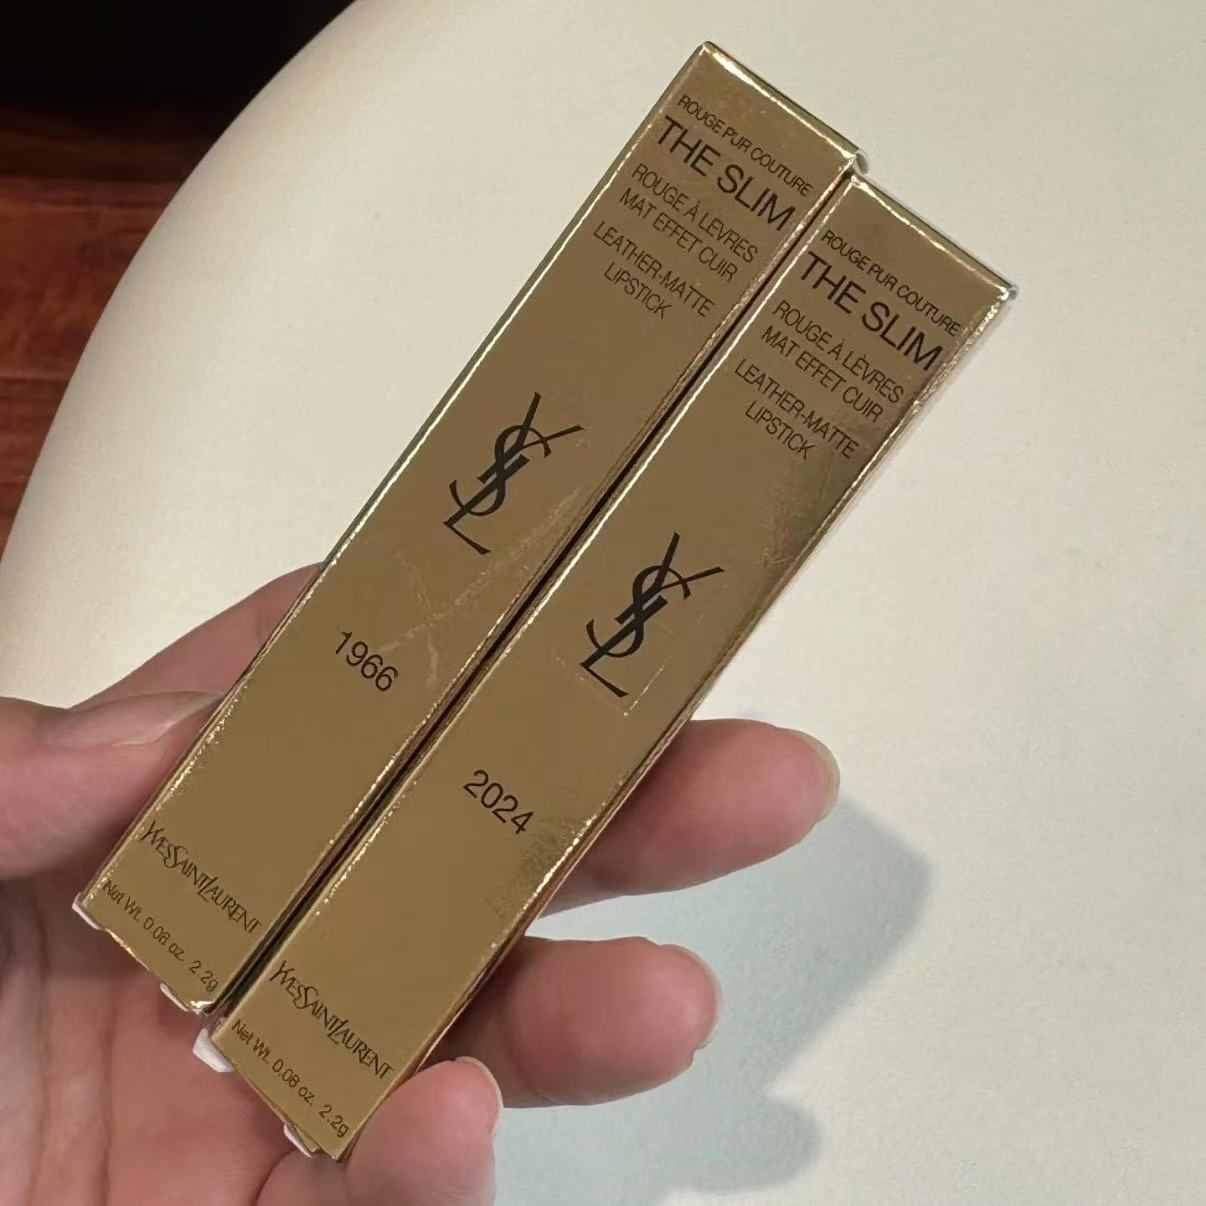 ROUGE PUR COUTURE
THE SLIM
ROUGE À LÈVRES
MAT EFFET CUIR
LEATHER-MATTE
LIPSTICK
YSL
1966
YVESSAINTLAURENT
Net Wt. 0.08 oz. 2.2g
ROUGE PUR COUTURE
THE SLIM
ROUGE À LÈVRES
MAT EFFET CUIR
LEATHER-MATTE
LIPSTICK
YSL
2024
YVESSAINTLAURENT
Net Wt. 0.08 oz. 2.2g